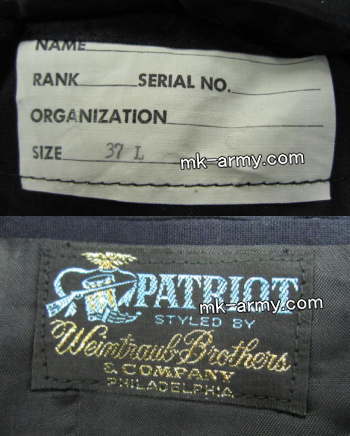 NAME
RANK SERIAL NO.
ORGANIZATION
SIZE 37 L
mk-army.com
PATRIOT
mk-army.com
STYLED BY
Weintraub Brothers
& COMPANY
PHILADELPHIA